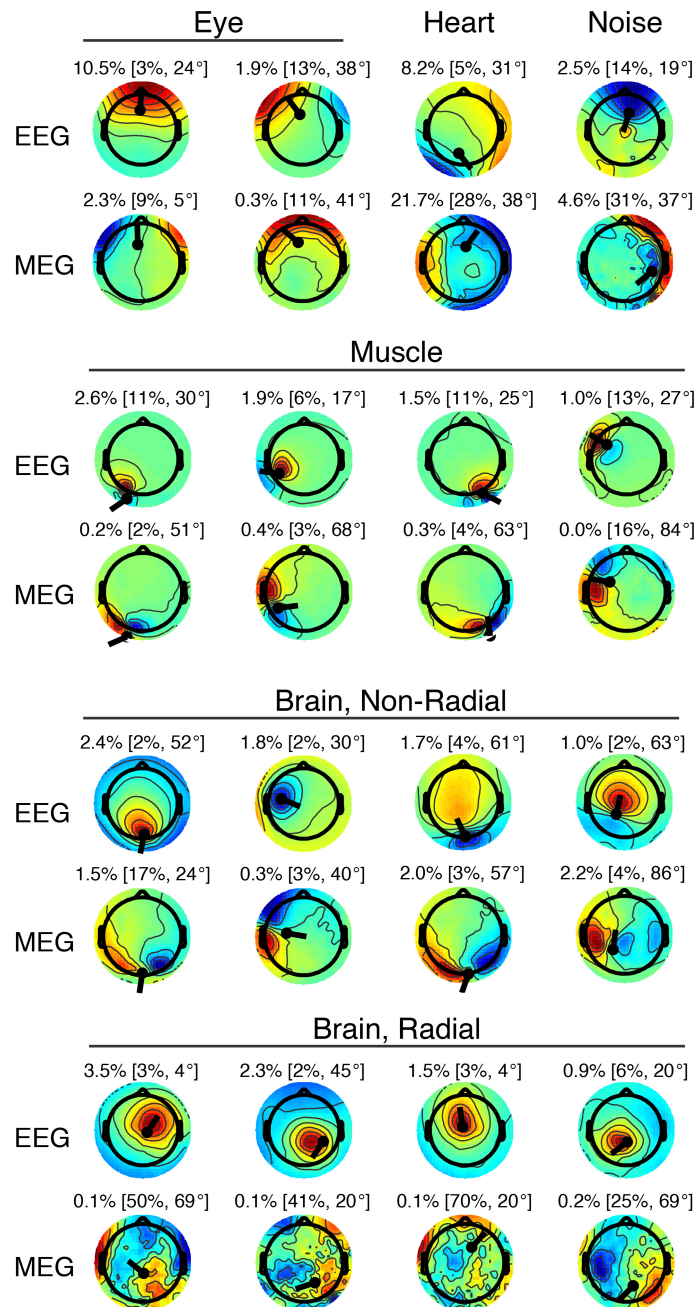 Eye Heart Noise
10.5% [3%, 24°] 1.9% [13%, 38°] 8.2% [5%, 31°] 2.5% [14%, 19°]
EEG
2.3% [9%, 5°] 0.3% [11%, 41°] 21.7% [28%, 38°] 4.6% [31%, 37°]
MEG
Muscle
2.6% [11%, 30°] 1.9% [6%, 17°] 1.5% [11%, 25°] 1.0% [13%, 27°]
EEG
0.2% [2%, 51°] 0.4% [3%, 68°] 0.3% [4%, 63°] 0.0% [16%, 84°]
MEG
Brain, Non-Radial
2.4% [2%, 52°] 1.8% [2%, 30°] 1.7% [4%, 61°] 1.0% [2%, 63°]
EEG
1.5% [17%, 24°] 0.3% [3%, 40°] 2.0% [3%, 57°] 2.2% [4%, 86°]
MEG
Brain, Radial
3.5% [3%, 4°] 2.3% [2%, 45°] 1.5% [3%, 4°] 0.9% [6%, 20°]
EEG
0.1% [50%, 69°] 0.1% [41%, 20°] 0.1% [70%, 20°] 0.2% [25%, 69°]
MEG